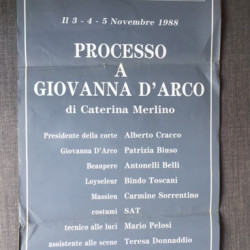 Il 3 - 4 - 5 Novembre 1988
PROCESSO
A
GIOVANNA D'ARCO
di Caterina Merlino
Presidente della corte Alberto Cracco
Giovanna D'Arco Patrizia Biuso
Beaupere Antonelli Belli
Loyseleur Bindo Toscani
Massieu Carmine Sorrentino
costumi SAT
tecnico alle luci Mario Pelosi
assistente alle scene Teresa Donnaddio